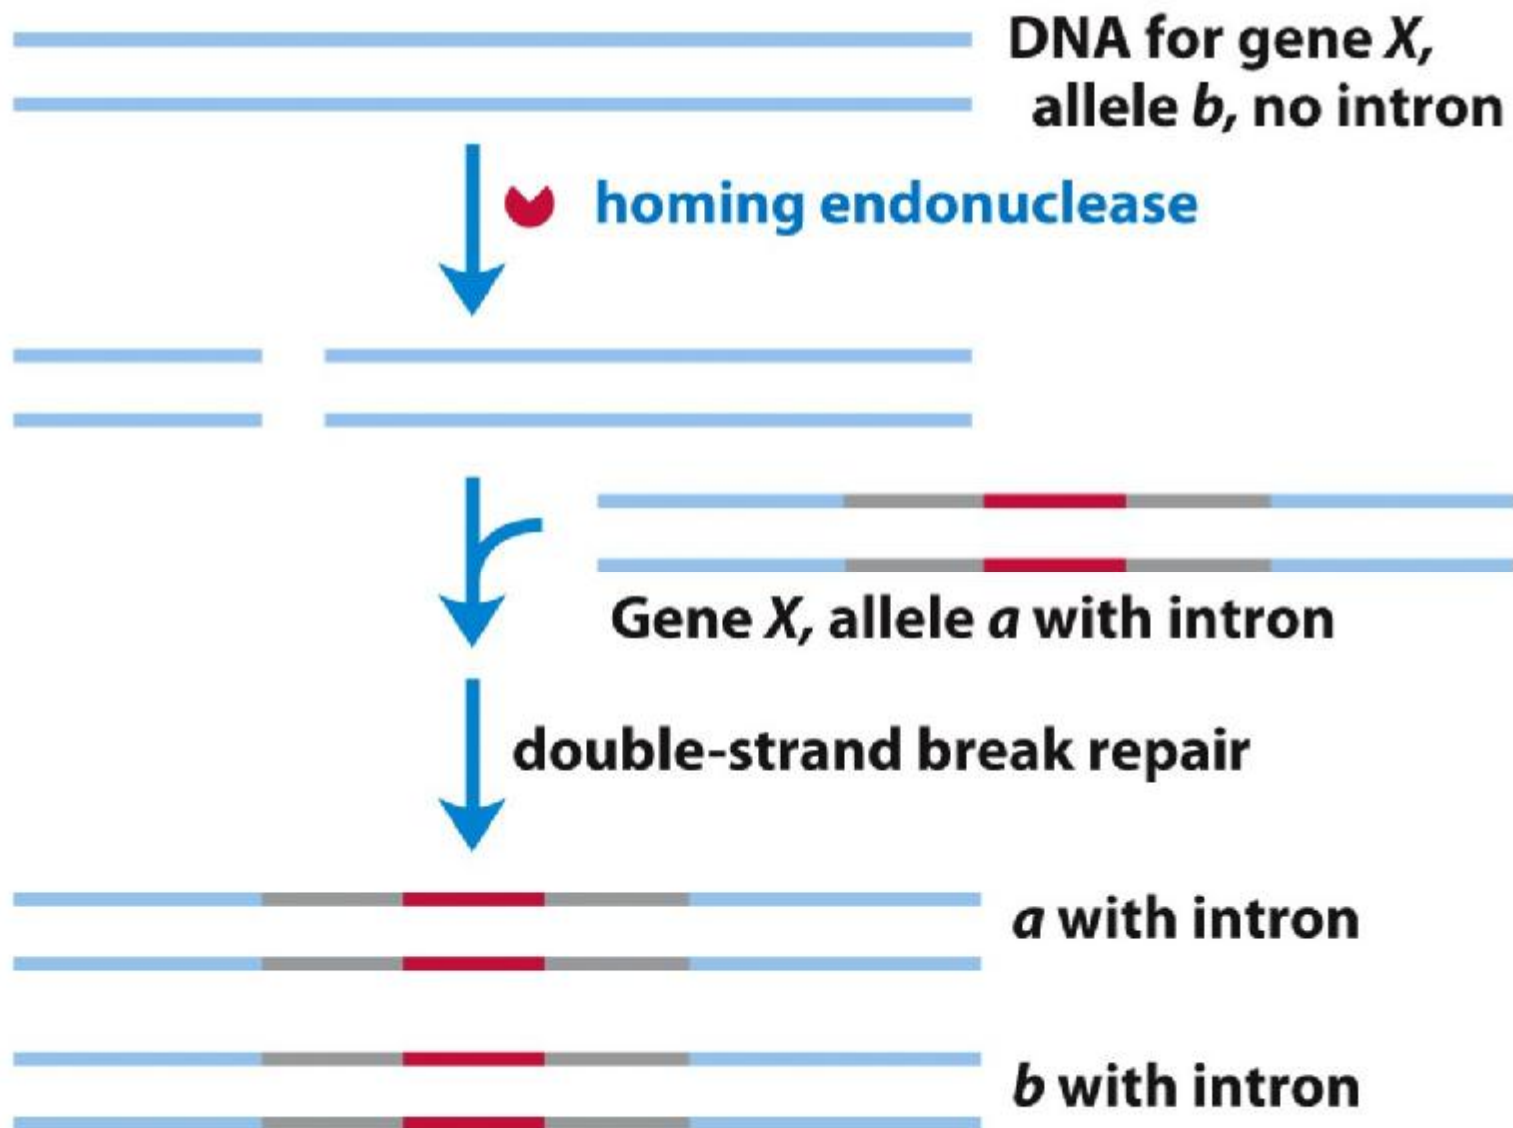 DNA for gene X,
allele b, no intron
homing endonuclease
Gene X, allele a with intron
double-strand break repair
a with intron
b with intron